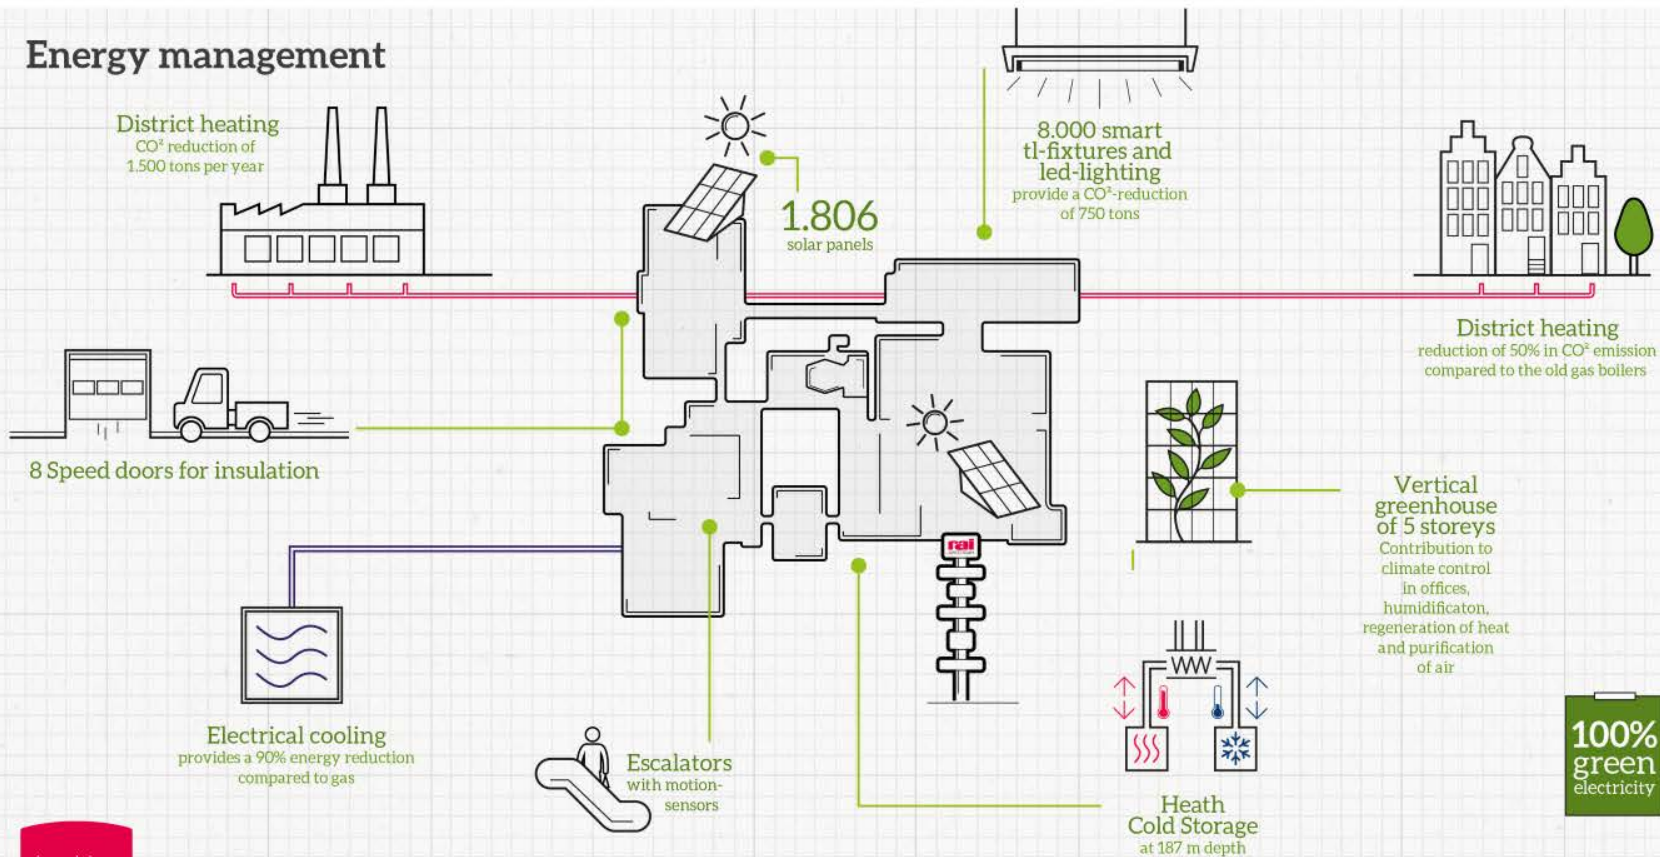 Energy management
District heating
CO² reduction of
1.500 tons per year
1.806
solar panels
8.000 smart
tl-fixtures and
led-lighting
provide a CO²-reduction
of 750 tons
District heating
reduction of 50% in CO² emission
compared to the old gas boilers
8 Speed doors for insulation
Vertical
greenhouse
of 5 storeys
Contribution to
climate control
in offices,
humidificaton,
regeneration of heat
and purification
of air
rai
Electrical cooling
provides a 90% energy reduction
compared to gas
Escalators
with motion-
sensors
Heath
Cold Storage
at 187 m depth
100%
green
electricity